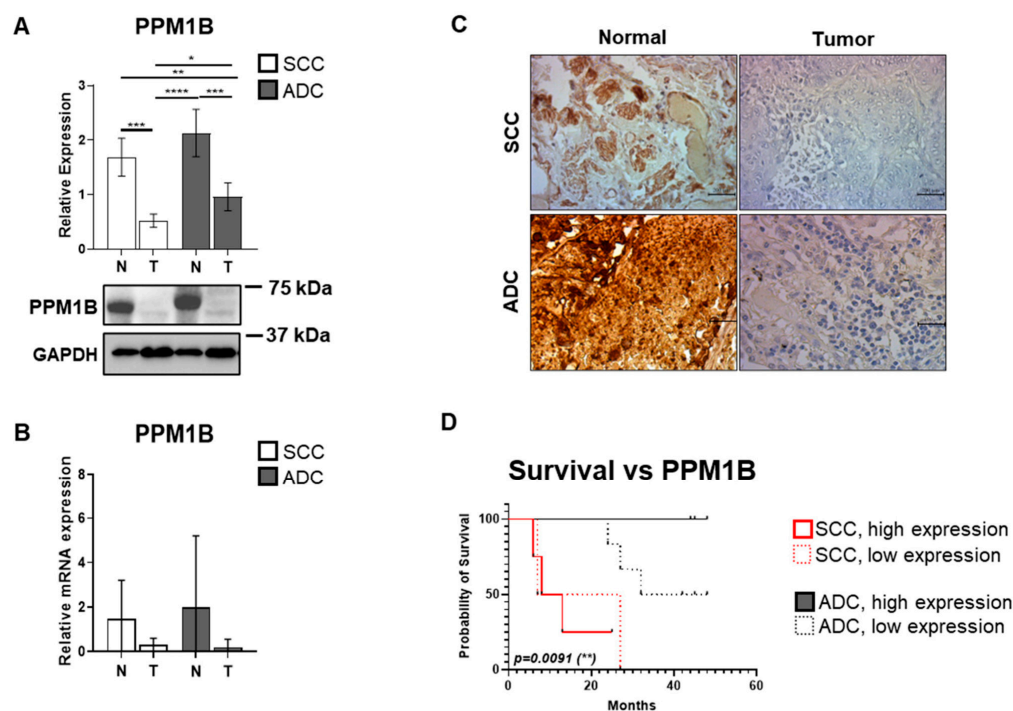 A
PPM1B
SCC
ADC
*
**
**** ***
***
Relative Expression
3
2
1
0
N T N T
75 kDa
PPM1B
37 kDa
GAPDH
B
PPM1B
SCC
ADC
Relative mRNA expression
8
6
4
2
0
N T N T
C
Normal Tumor
SCC
ADC
D
Survival vs PPM1B
Probability of Survival
100
50
0
p=0.0091 (**)
0 20 40 60
Months
SCC, high expression
SCC, low expression
ADC, high expression
ADC, low expression